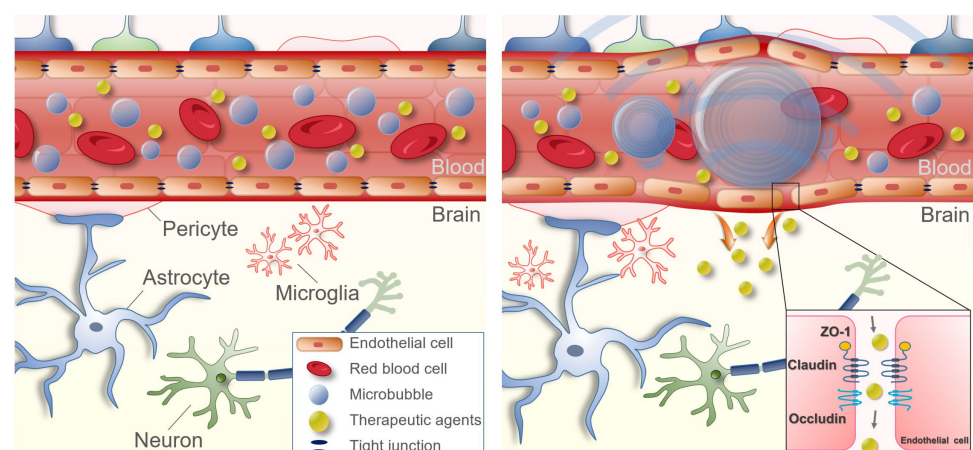 Blood
Brain
Pericyte
Astrocyte
Microglia
Neuron
Endothelial cell
Red blood cell
Microbubble
Therapeutic agents
Tight junction
Blood
Brain
ZO-1
Claudin
Occludin
Endothelial cell